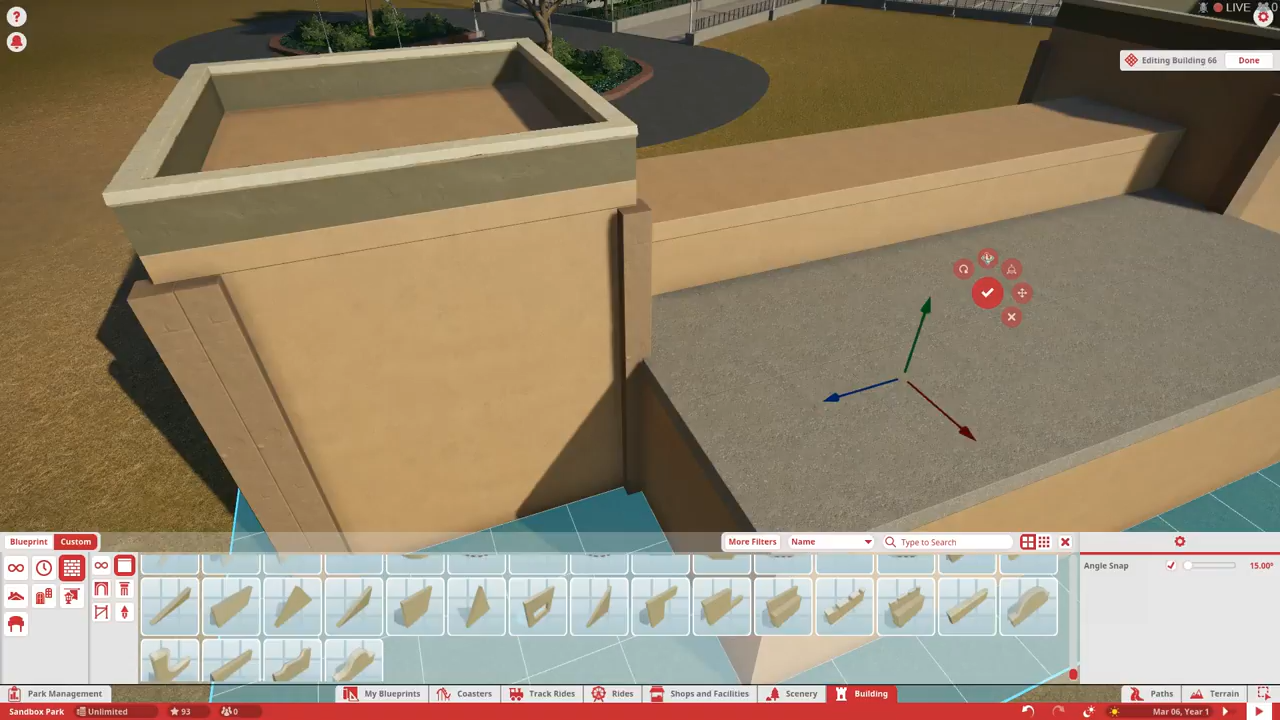 ?
LIVE
0
Editing Building 66
Done
Blueprint
Custom
More Filters
Name
Type to Search
Angle Snap
15.00°
Park Management
My Blueprints
Coasters
Track Rides
Rides
Shops and Facilities
Scenery
Building
Paths
Terrain
Sandbox Park
Unlimited
93
0
Mar 06, Year 1